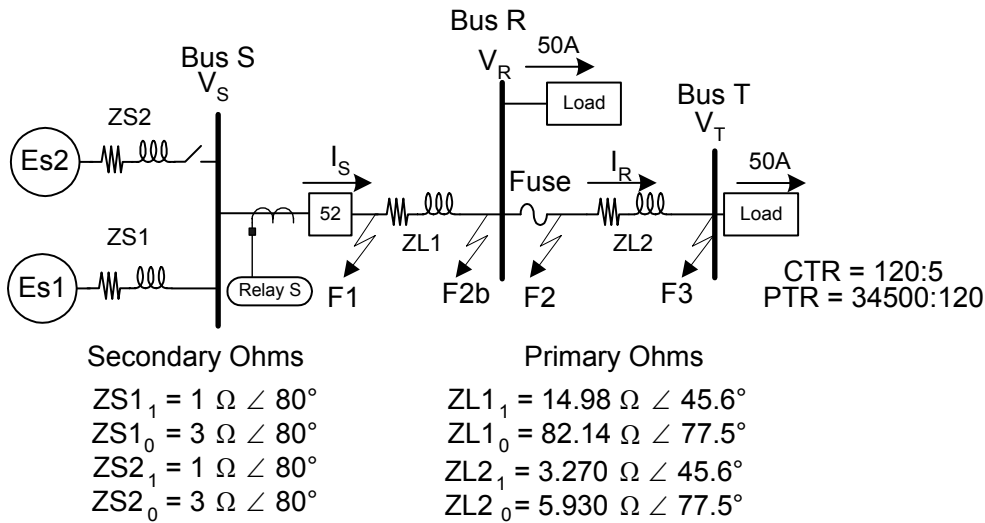 Bus R
V_R
50A
Load
Bus S
V_S
Bus T
V_T
ZS2
Es2
I_S
Fuse
I_R
50A
52
Load
ZS1
ZL1
ZL2
Es1
Relay S
F1
F2b
F2
F3
CTR = 120:5
PTR = 34500:120
Secondary Ohms
ZS1₁ = 1 Ω ∠ 80°
ZS1₀ = 3 Ω ∠ 80°
ZS2₁ = 1 Ω ∠ 80°
ZS2₀ = 3 Ω ∠ 80°
Primary Ohms
ZL1₁ = 14.98 Ω ∠ 45.6°
ZL1₀ = 82.14 Ω ∠ 77.5°
ZL2₁ = 3.270 Ω ∠ 45.6°
ZL2₀ = 5.930 Ω ∠ 77.5°